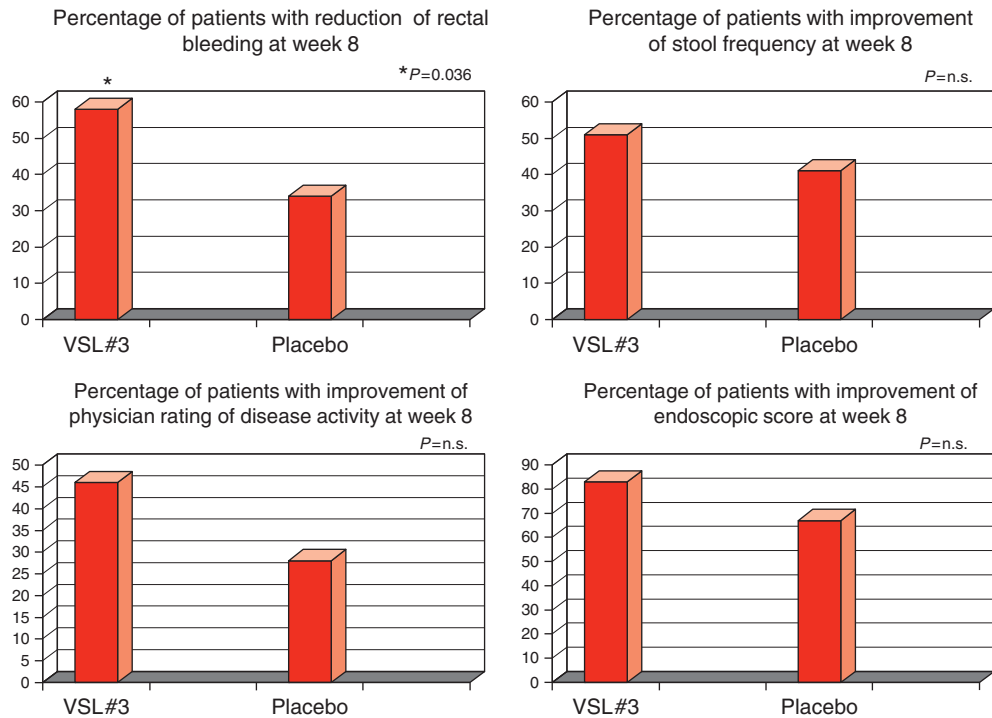 Percentage of patients with reduction of rectal
bleeding at week 8
*
*P=0.036
60
50
40
30
20
10
0
VSL#3
Placebo
Percentage of patients with improvement
of stool frequency at week 8
P=n.s.
60
50
40
30
20
10
0
VSL#3
Placebo
Percentage of patients with improvement of
physician rating of disease activity at week 8
P=n.s.
50
45
40
35
30
25
20
15
10
5
0
VSL#3
Placebo
Percentage of patients with improvement of
endoscopic score at week 8
P=n.s.
90
80
70
60
50
40
30
20
10
0
VSL#3
Placebo